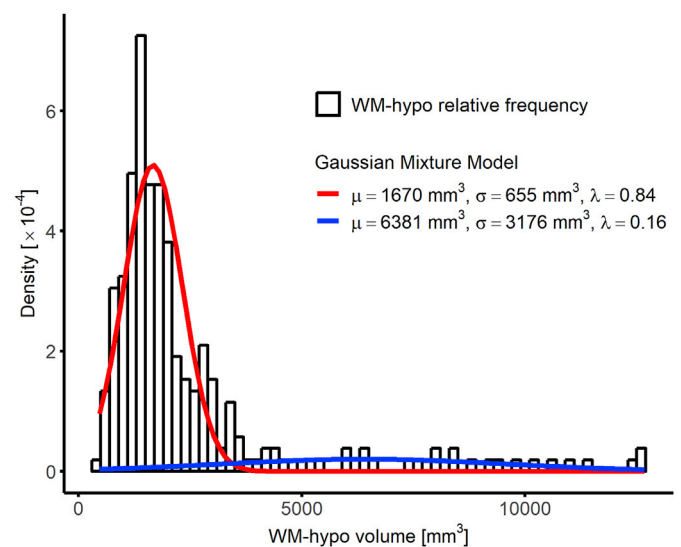 WM-hypo relative frequency
Gaussian Mixture Model
μ = 1670 mm³, σ = 655 mm³, λ = 0.84
μ = 6381 mm³, σ = 3176 mm³, λ = 0.16
Density [ × 10⁻⁴]
6
4
2
0
0 5000 10000
WM-hypo volume [mm³]